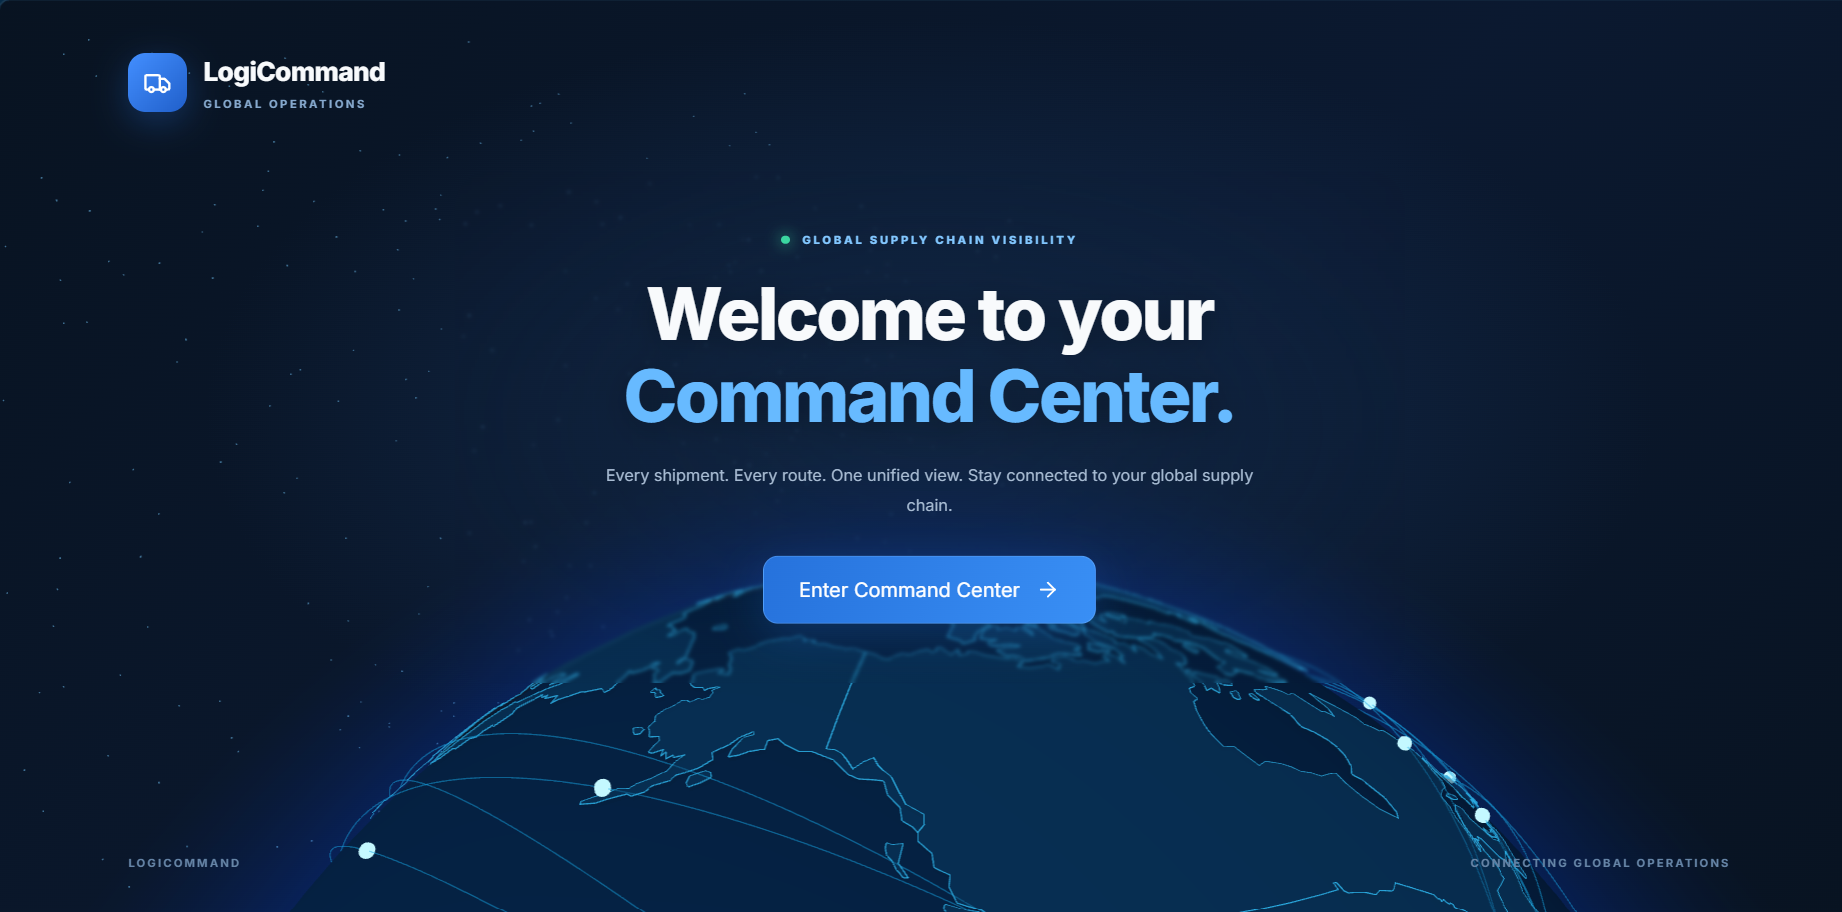 LogiCommand
GLOBAL OPERATIONS
GLOBAL SUPPLY CHAIN VISIBILITY
Welcome to your
Command Center.
Every shipment. Every route. One unified view. Stay connected to your global supply
chain.
Enter Command Center
LOGICOMMAND
CONNECTING GLOBAL OPERATIONS